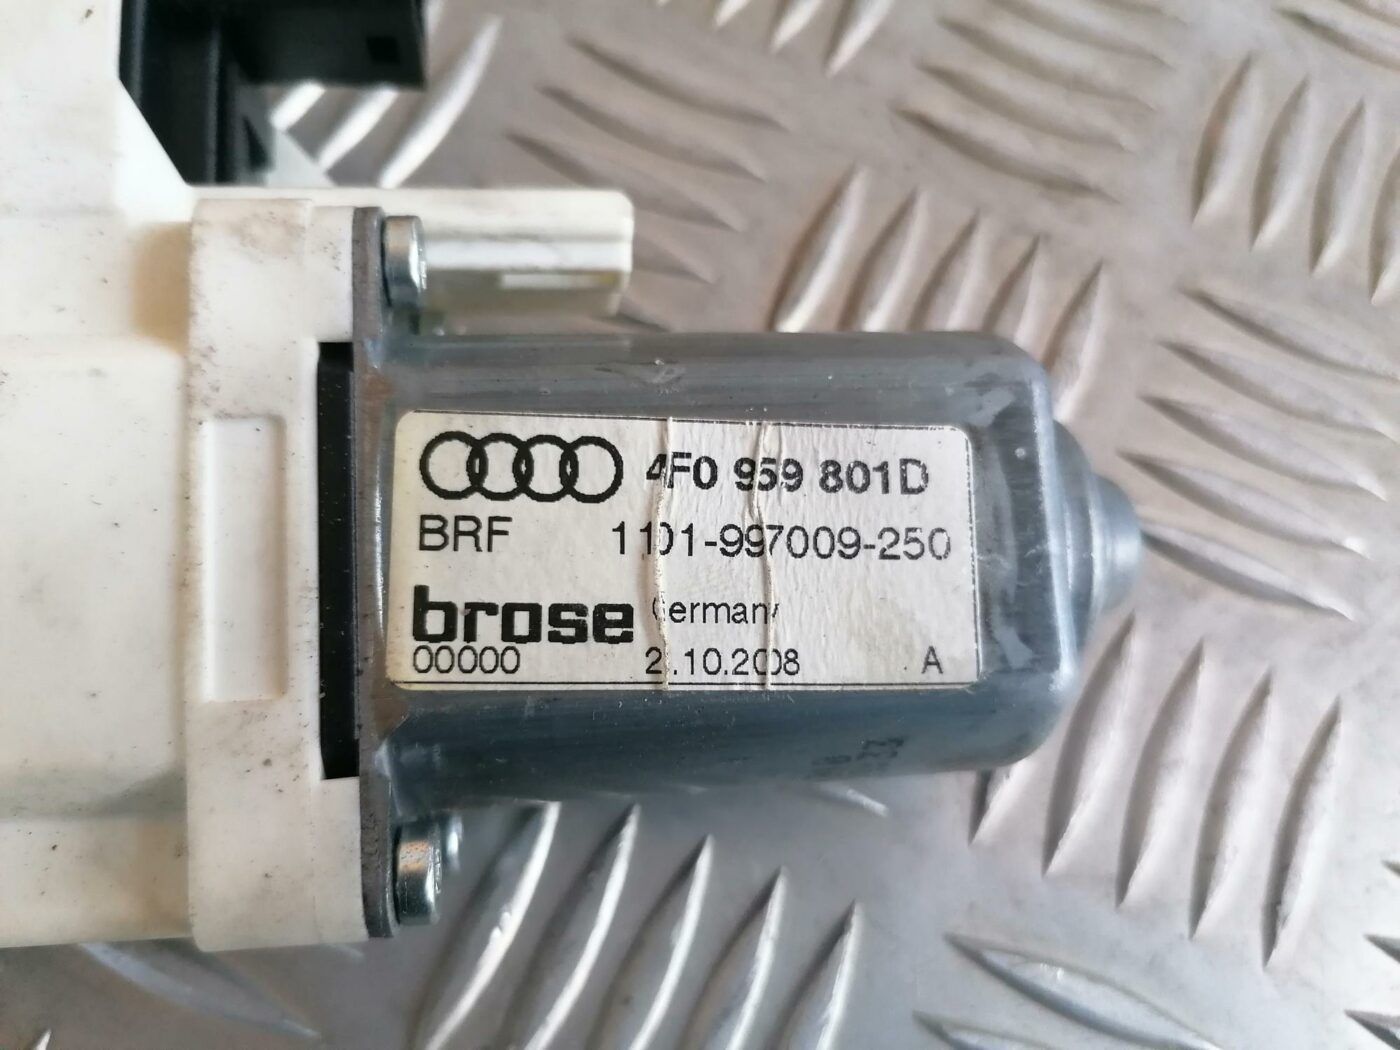 4F0 959 801D
BRF 1101-997009-250
brose Germany
00000 2.10.2008 A